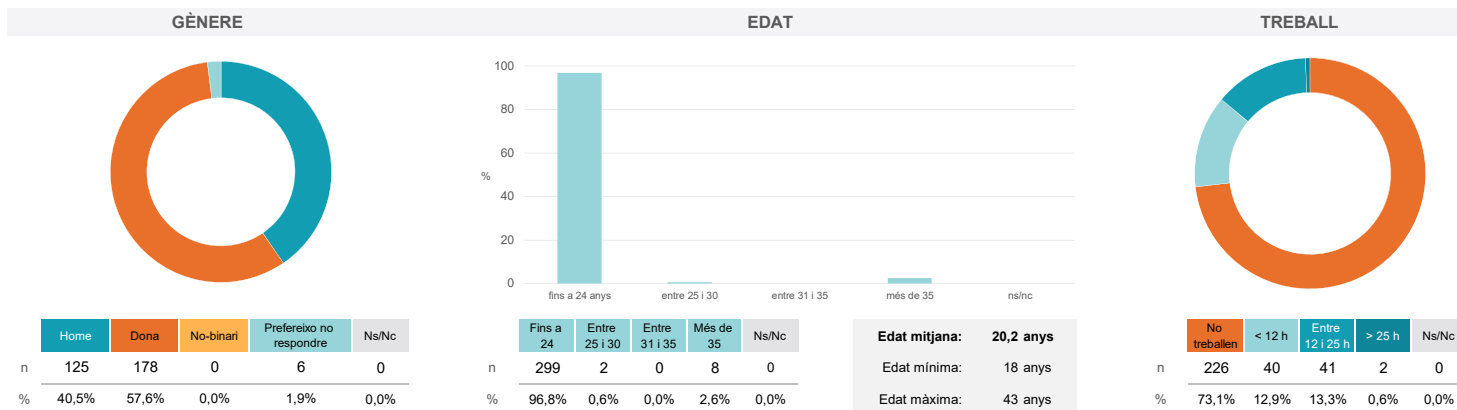 GÈNERE EDAT TREBALL
100
80
60
%
40
20
0
fins a 24 anys entre 25 i 30 entre 31 i 35 més de 35 ns/nc
Home Dona No-binari Prefereixo no respondre Ns/Nc
n 125 178 0 6 0
% 40,5% 57,6% 0,0% 1,9% 0,0%
Fins a 24 Entre 25 i 30 Entre 31 i 35 Més de 35 Ns/Nc
n 299 2 0 8 0
% 96,8% 0,6% 0,0% 2,6% 0,0%
Edat mitjana: 20,2 anys
Edat mínima: 18 anys
Edat màxima: 43 anys
No treballen < 12 h Entre 12 i 25 h > 25 h Ns/Nc
n 226 40 41 2 0
% 73,1% 12,9% 13,3% 0,6% 0,0%